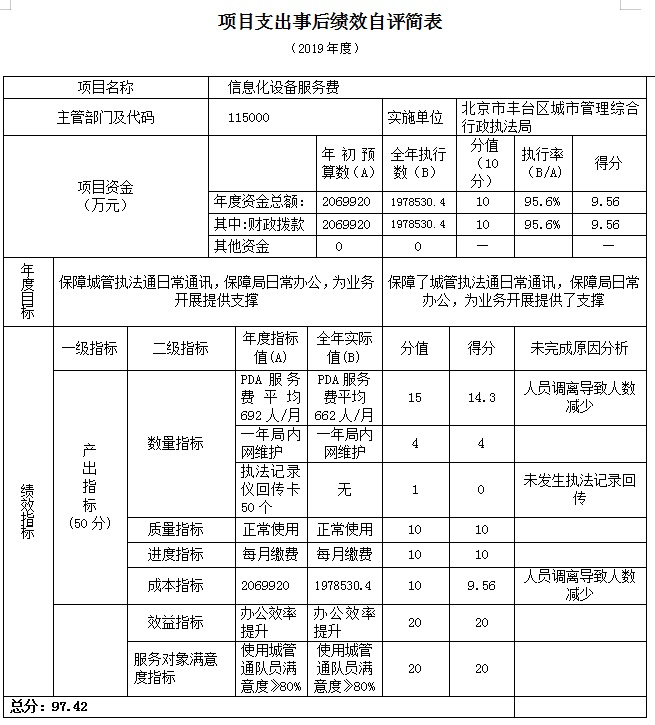 项目支出事后绩效自评简表
（2019年度）
项目名称 信息化设备服务费
主管部门及代码 115000 实施单位 北京市丰台区城市管理综合
行政执法局
项目资金
（万元）
年初预
算数（A）
全年执行
数（B）
分值
（10
分）
执行率
（B/A）
得分
年度资金总额： 2069920 1978530.4 10 95.6% 9.56
其中:财政拨款 2069920 1978530.4 10 95.6% 9.56
其他资金 0 0 — —
年度目标
保障城管执法通日常通讯，保障局日常办公，为业务
开展提供支撑
保障了城管执法通日常通讯，保障局日常
办公，为业务开展提供了支撑
绩效指标
一级指标 二级指标
年度指标
值(A)
全年实际
值(B)
分值 得分 未完成原因分析
产
出
指
标
(50分)
数量指标
PDA服务
费平均
692人/月
PDA服务
费平均
662人/月
15 14.3
人员调离导致人数
减少
一年局内
网维护
一年局内
网维护
4 4
执法记录
仪回传卡
50个
无 1 0
未发生执法记录回
传
质量指标 正常使用 正常使用 10 10
进度指标 每月缴费 每月缴费 10 10
成本指标 2069920 1978530.4 10 9.56
人员调离导致人数
减少
效益指标
办公效率
提升
办公效率
提升
20 20
服务对象满意
度指标
使用城管
通队员满
意度≥80%
使用城管
通队员满
意度≥80%
20 20
总分：97.42